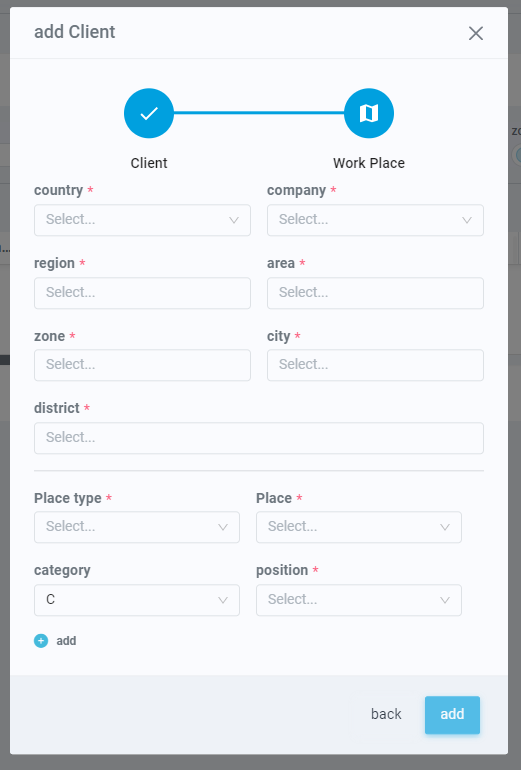 add Client
Client Work Place
country * company *
Select... Select...
region * area *
Select... Select...
zone * city *
Select... Select...
district *
Select...
Place type * Place *
Select... Select...
category position *
C Select...
add
back add